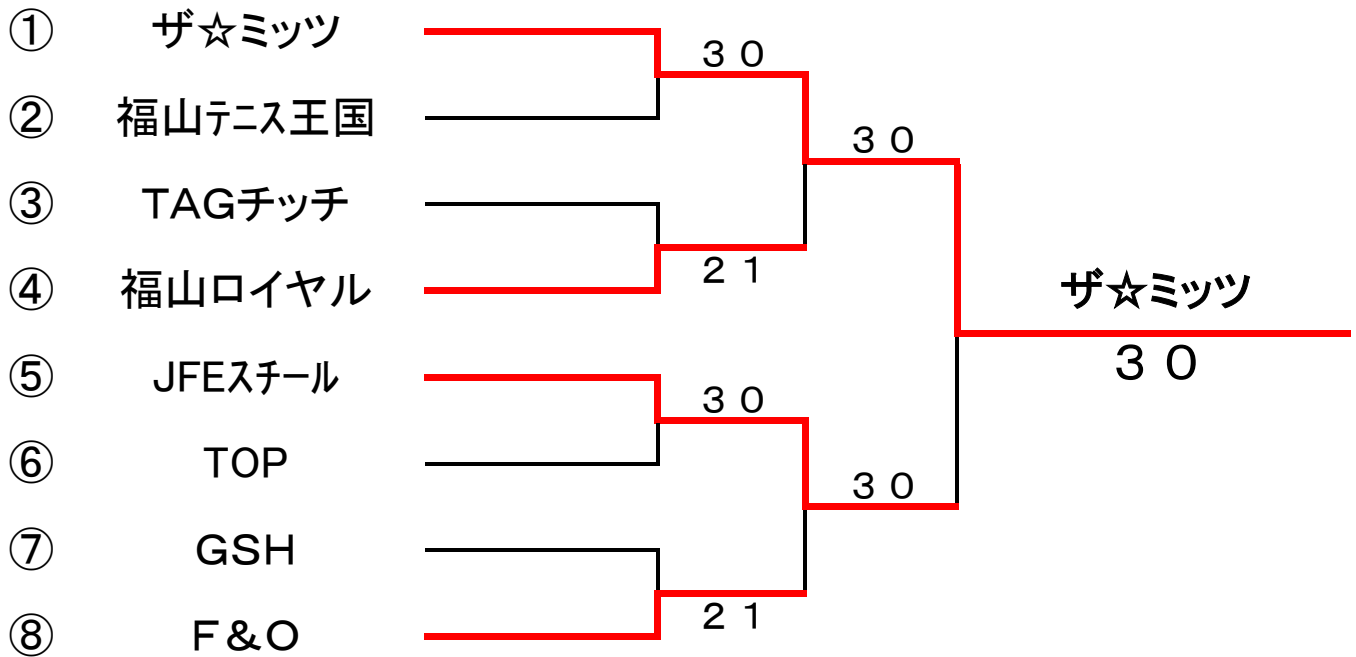 ① ザ☆ミッツ
３０
② 福山テニス王国
３０
③ TAGチッチ
２１
④ 福山ロイヤル
ザ☆ミッツ
３０
⑤ JFEスチール
３０
⑥ TOP
３０
⑦ GSH
２１
⑧ F＆O